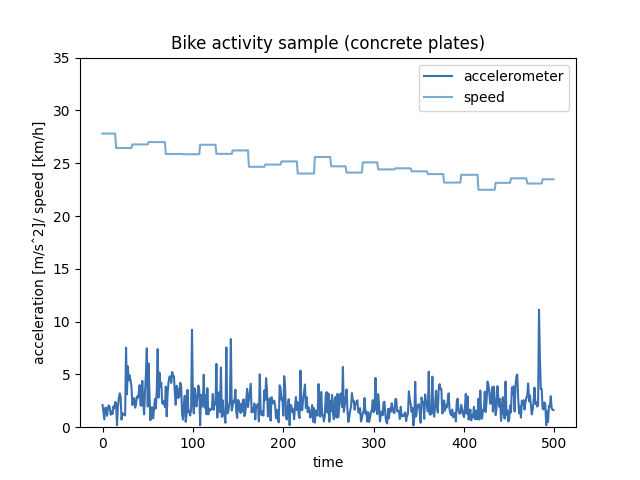 Bike activity sample (concrete plates)
accelerometer
speed
acceleration [m/sˆ2]/ speed [km/h]
35
30
25
20
15
10
5
0
0 100 200 300 400 500
time